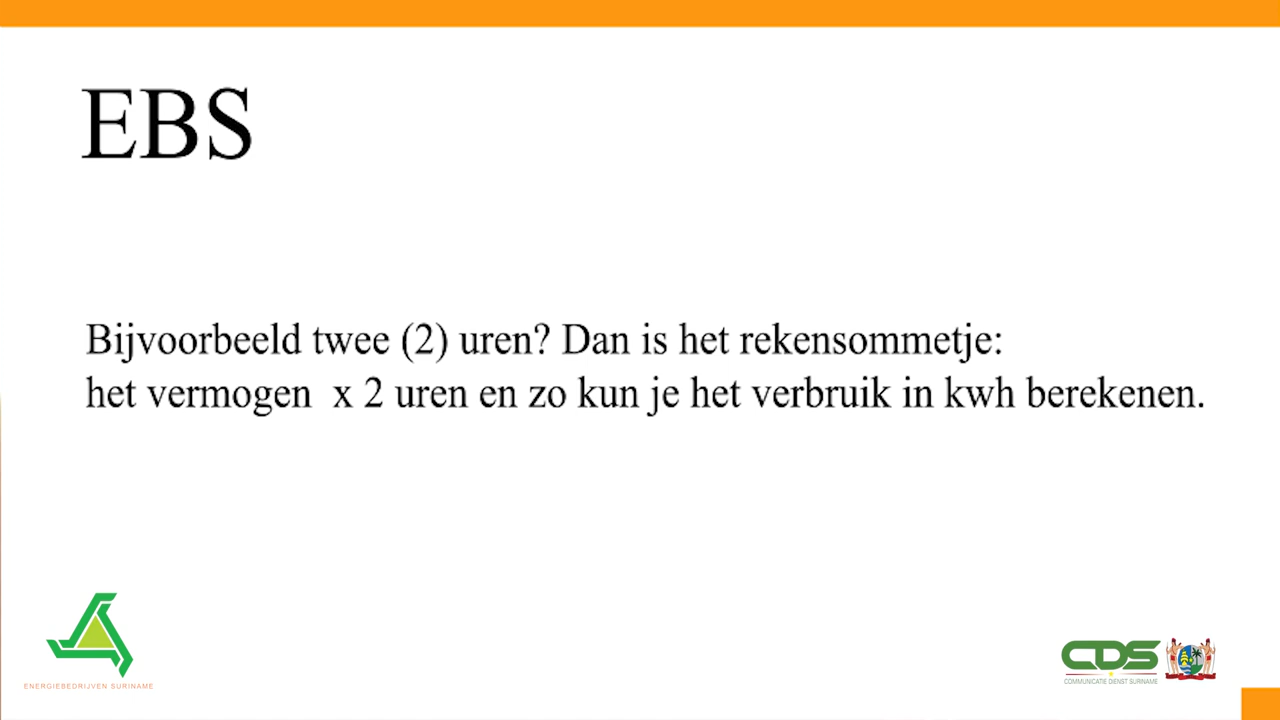 EBS
Bijvoorbeeld twee (2) uren? Dan is het rekensommetje:
het vermogen x 2 uren en zo kun je het verbruik in kwh berekenen.
ENERGIEBEDRIJVEN SURINAME
CDS
COMMUNICATIE DIENST SURINAME